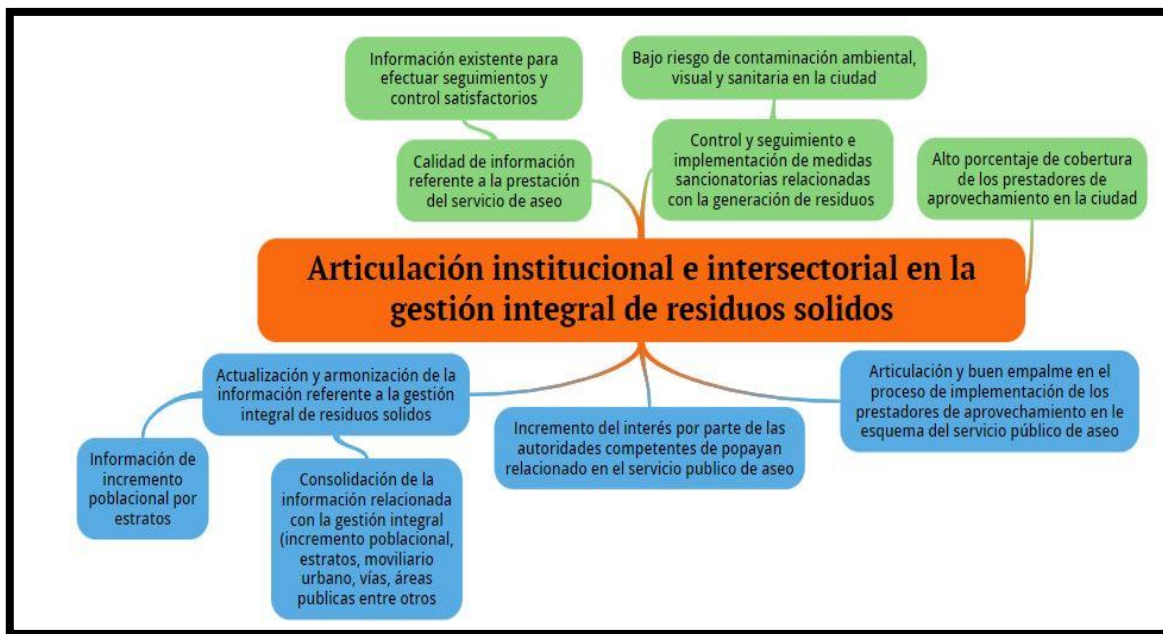 Información existente para
efectuar seguimientos y
control satisfactorios
Bajo riesgo de contaminación ambiental,
visual y sanitaria en la ciudad
Calidad de información
referente a la prestación
del servicio de aseo
Control y seguimiento e
implementación de medidas
sancionatorias relacionadas
con la generación de residuos
Alto porcentaje de cobertura
de los prestadores de
aprovechamiento en la ciudad
Articulación institucional e intersectorial en la
gestión integral de residuos solidos
Actualización y armonización de la
información referente a la gestión
integral de residuos solidos
Información de
incremento
poblacional por
estratos
Consolidación de la
información relacionada
con la gestión integral
(incremento poblacional,
estratos, moviliario
urbano, vías, áreas
publicas entre otros
Incremento del interés por parte de las
autoridades competentes de popayan
relacionado en el servicio publico de aseo
Articulación y buen empalme en el
proceso de implementación de los
prestadores de aprovechamiento en le
esquema del servicio público de aseo